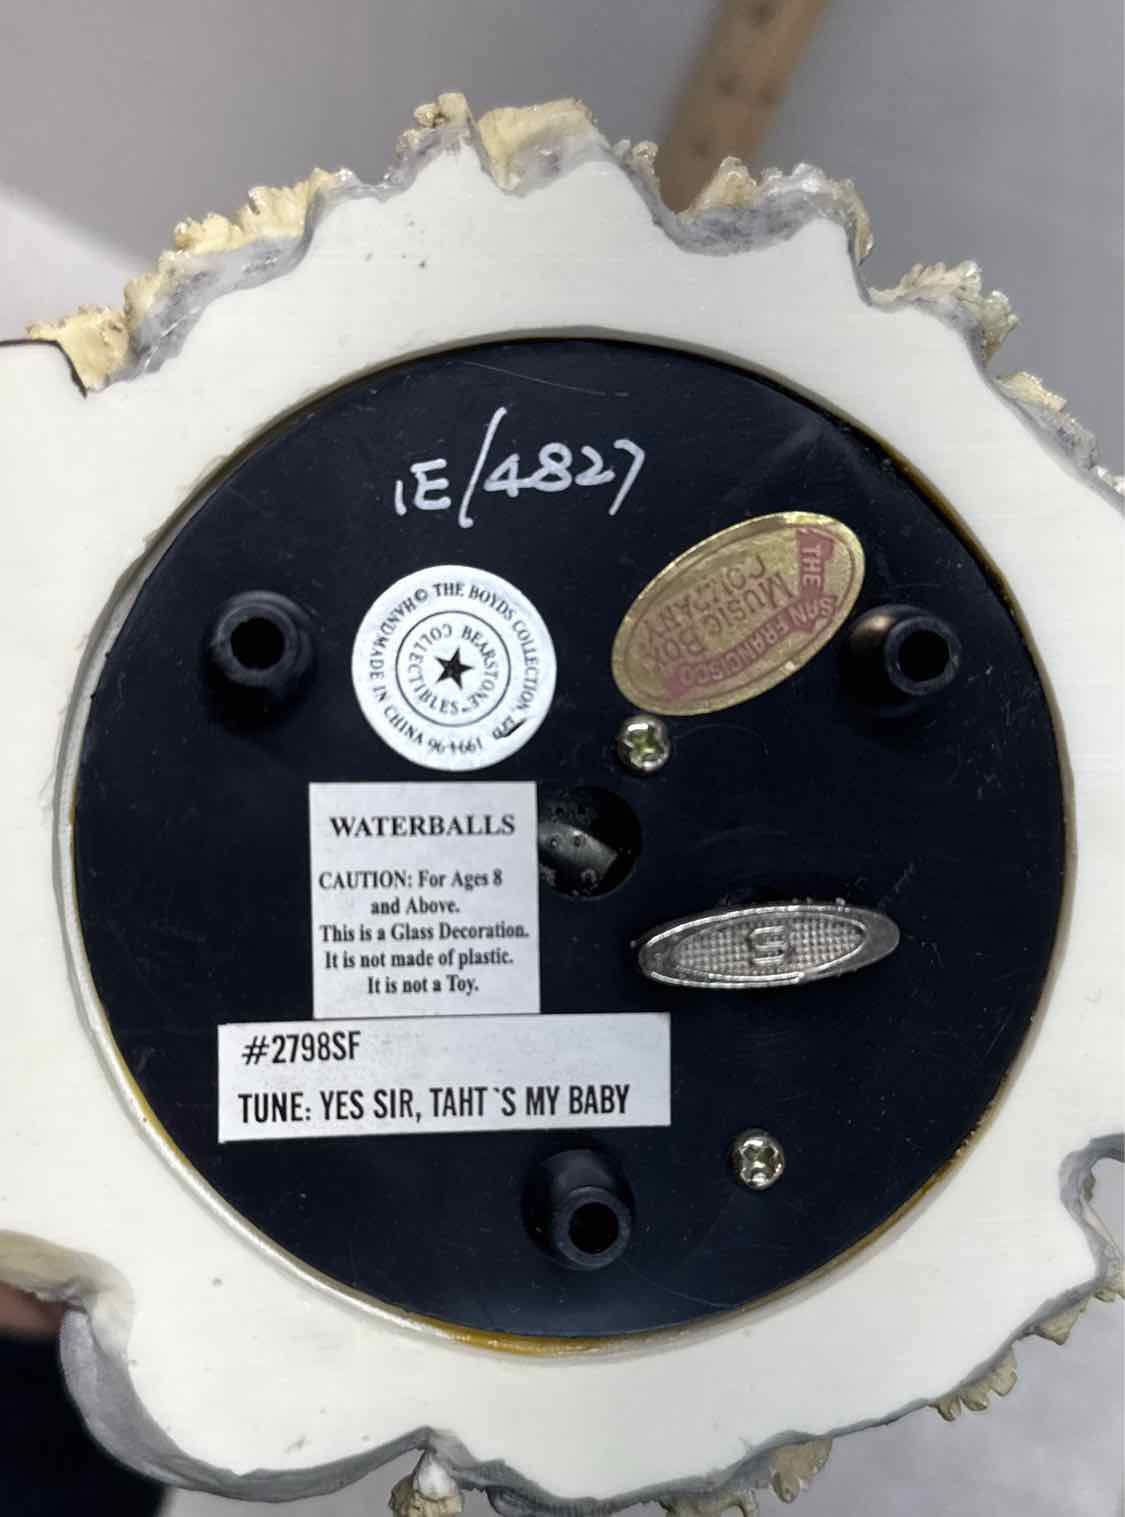 1E/4827
© THE BOYDS COLLECTION, LTD
HANDMADE IN CHINA
BEARSTONE™
COLLECTIBLES
THE SAN FRANCISCO
MUSIC BOX
COMPANY
WATERBALLS
CAUTION: For Ages 8
and Above.
This is a Glass Decoration.
It is not made of plastic.
It is not a Toy.
S
#2798SF
TUNE: YES SIR, TAHT`S MY BABY